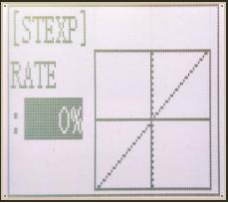 [STEXP]
RATE
: 0%